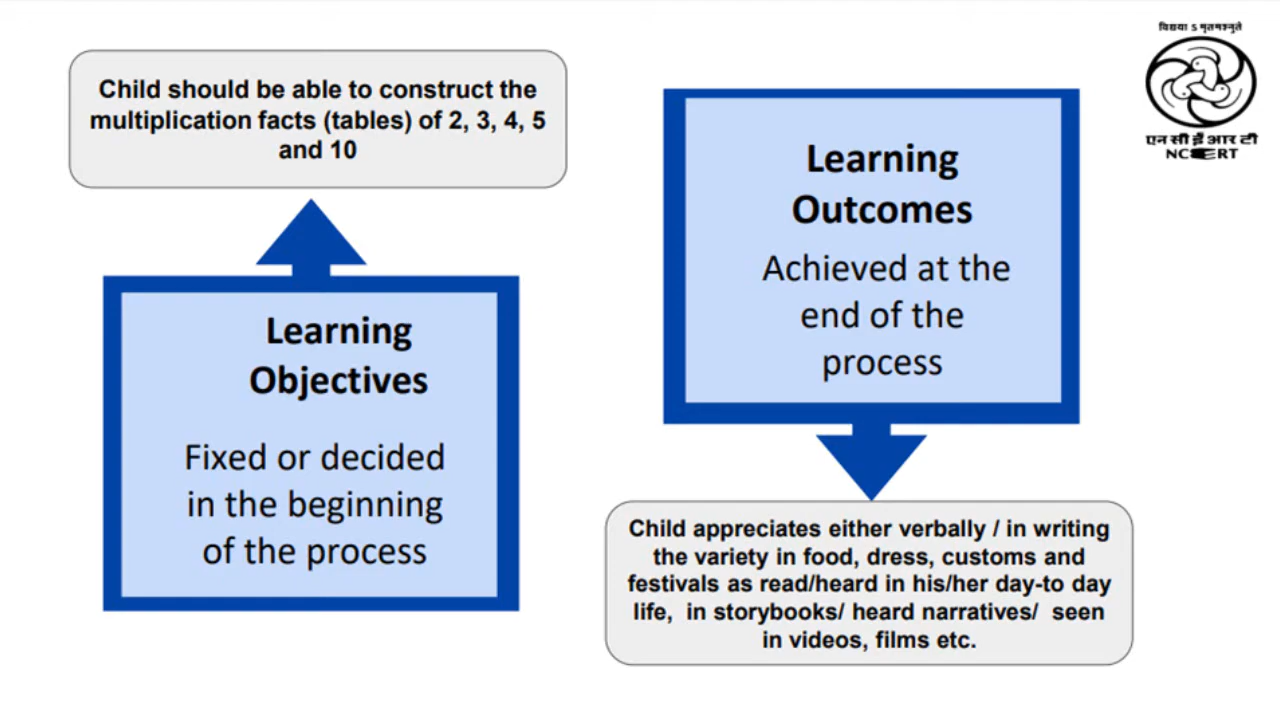 Child should be able to construct the
multiplication facts (tables) of 2, 3, 4, 5
and 10
Learning
Objectives
Fixed or decided
in the beginning
of the process
Learning
Outcomes
Achieved at the
end of the
process
Child appreciates either verbally / in writing
the variety in food, dress, customs and
festivals as read/heard in his/her day-to day
life, in storybooks/ heard narratives/ seen
in videos, films etc.
विद्यया ऽ मृतमश्नुते
एन सी ई आर टी
NCERT